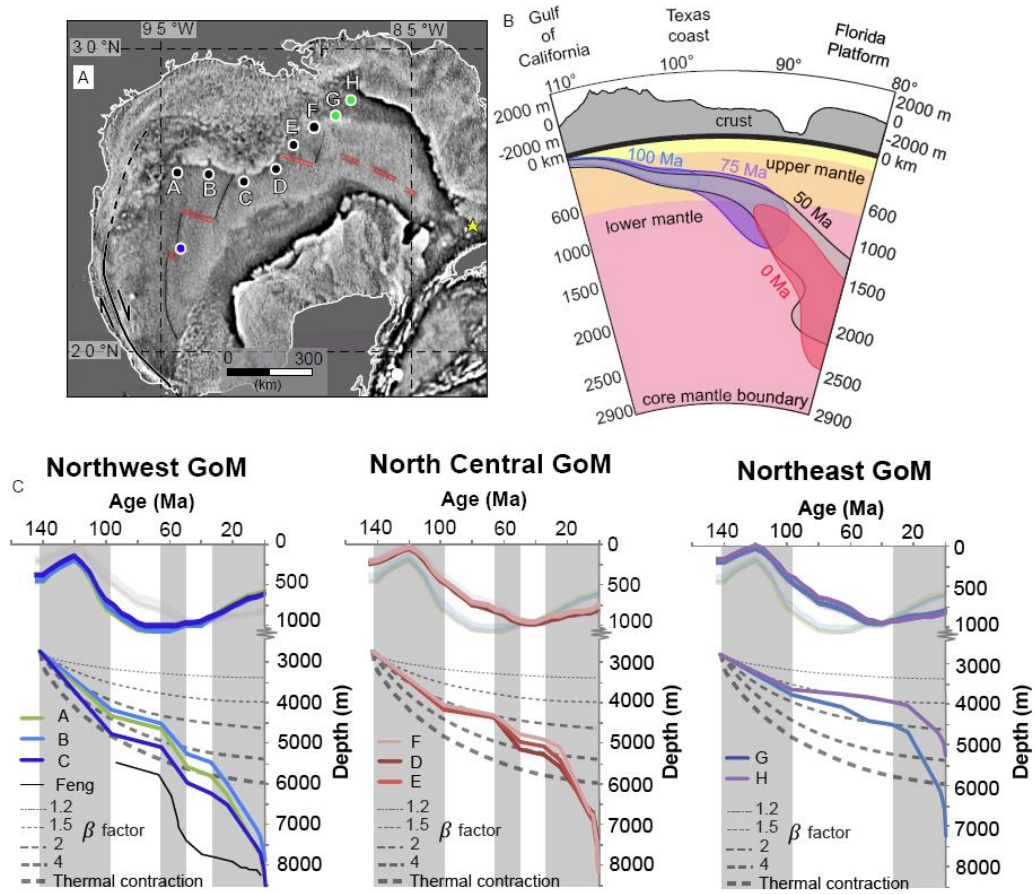 A
95 °W
85 °W
30 °N
20 °N
A
B
C
D
E
F
G
H
0 300
(km)
B
Gulf
of
California
Texas
coast
Florida
Platform
110°
100°
90°
80°
2000 m
0
-2000 m
0 km
2000 m
0
-2000 m
0 km
crust
100 Ma
75 Ma
50 Ma
0 Ma
upper mantle
lower mantle
600
1000
1500
2000
2500
2900
600
1000
1500
2000
2500
2900
core mantle boundary
C
Northwest GoM
Age (Ma)
140 100 60 20
0
500
1000
3000
4000
5000
6000
7000
8000
Depth (m)
A
B
C
Feng
1.2
1.5
2
4
β factor
Thermal contraction
North Central GoM
Age (Ma)
140 100 60 20
0
500
1000
3000
4000
5000
6000
7000
8000
Depth (m)
F
D
E
1.2
1.5
2
4
β factor
Thermal contraction
Northeast GoM
Age (Ma)
140 100 60 20
0
500
1000
3000
4000
5000
6000
7000
8000
Depth (m)
G
H
1.2
1.5
2
4
β factor
Thermal contraction